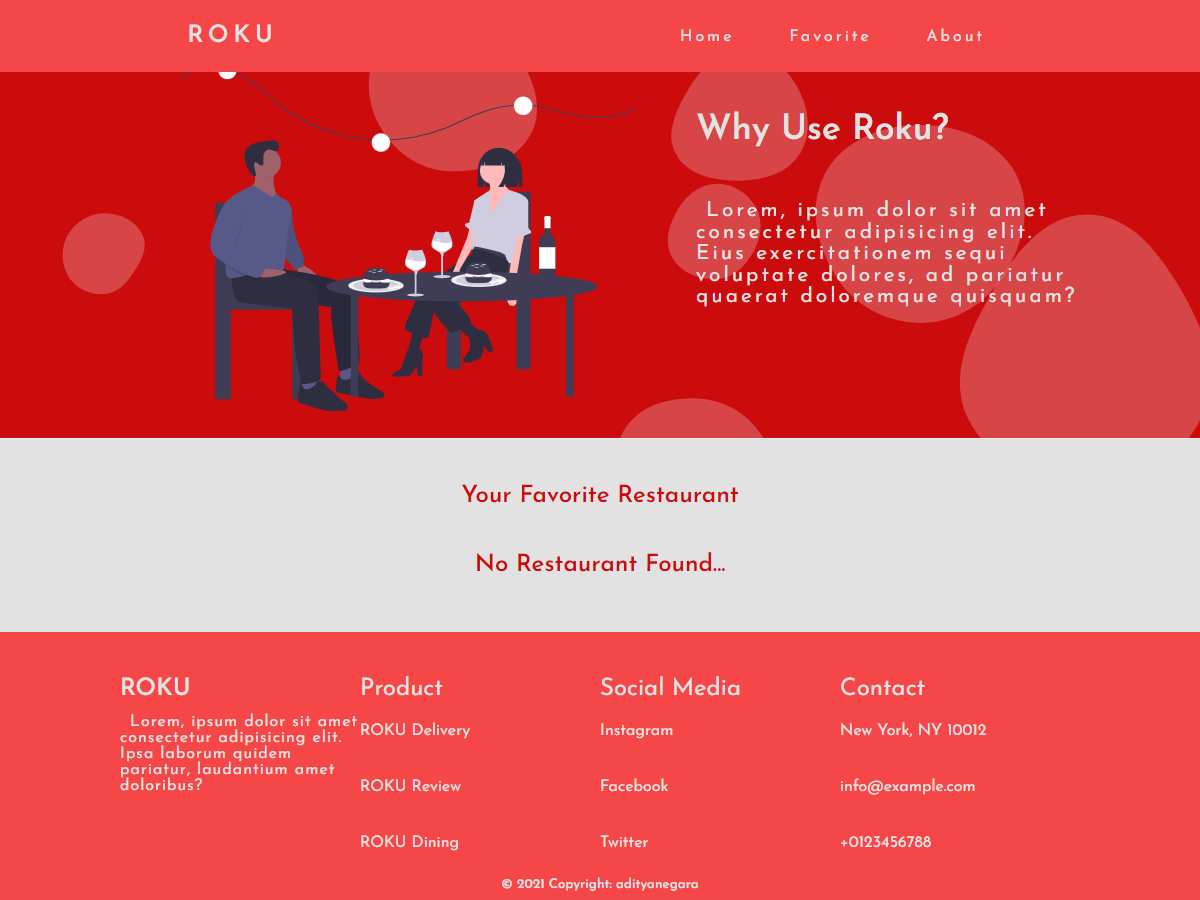 ROKU
Home Favorite About
Why Use Roku?
Lorem, ipsum dolor sit amet
consectetur adipisicing elit.
Eius exercitationem sequi
voluptate dolores, ad pariatur
quaerat doloremque quisquam?
Your Favorite Restaurant
No Restaurant Found...
ROKU
Lorem, ipsum dolor sit amet
consectetur adipisicing elit.
Ipsa laborum quidem
pariatur, laudantium amet
doloribus?
Product
ROKU Delivery
ROKU Review
ROKU Dining
Social Media
Instagram
Facebook
Twitter
Contact
New York, NY 10012
info@example.com
+0123456788
© 2021 Copyright: adityanegara